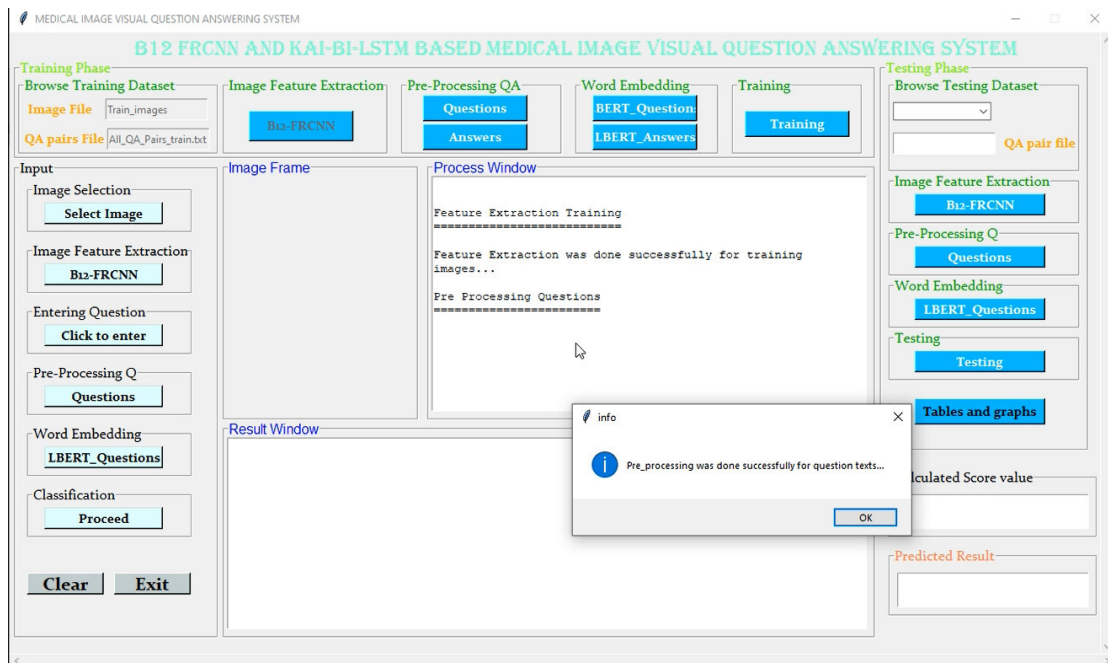 MEDICAL IMAGE VISUAL QUESTION ANSWERING SYSTEM
B12 FRCNN AND KAI-BI-LSTM BASED MEDICAL IMAGE VISUAL QUESTION ANSWERING SYSTEM
Training Phase
Browse Training Dataset
Image File Train_images
QA pairs File All_QA_Pairs_train.txt
Image Feature Extraction
B12-FRCNN
Pre-Processing QA
Questions
Answers
Word Embedding
BERT_Question
LBERT_Answers
Training
Training
Testing Phase
Browse Testing Dataset
QA pair file
Image Feature Extraction
B12-FRCNN
Pre-Processing Q
Questions
Word Embedding
LBERT_Questions
Testing
Testing
Tables and graphs
Input
Image Selection
Select Image
Image Feature Extraction
B12-FRCNN
Entering Question
Click to enter
Pre-Processing Q
Questions
Word Embedding
LBERT_Questions
Classification
Proceed
Clear Exit
Image Frame
Process Window
Feature Extraction Training
===========================
Feature Extraction was done successfully for training
images...
Pre Processing Questions
========================
Result Window
info
Pre_processing was done successfully for question texts...
OK
lculated Score value
Predicted Result